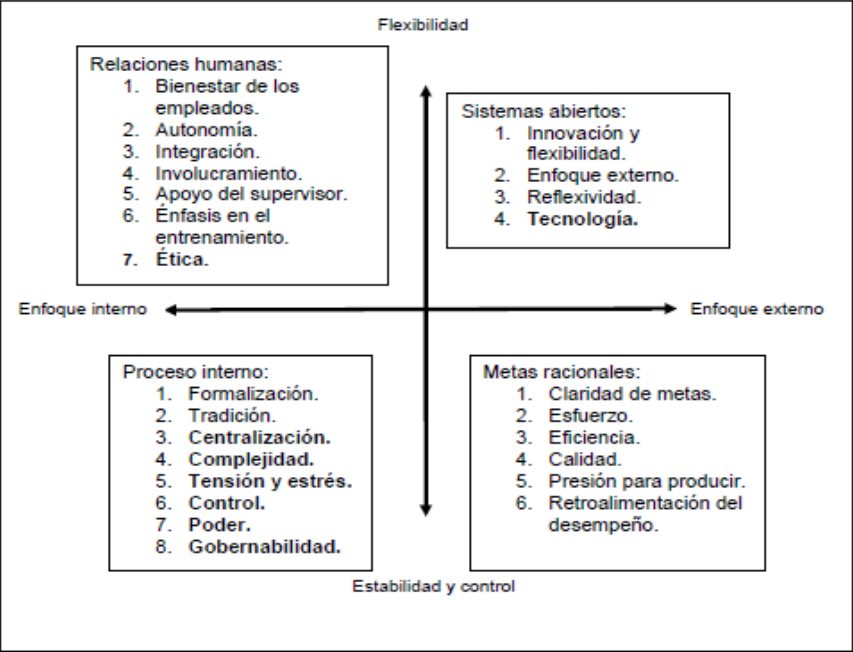 Flexibilidad
Relaciones humanas:
1. Bienestar de los
empleados.
2. Autonomía.
3. Integración.
4. Involucramiento.
5. Apoyo del supervisor.
6. Énfasis en el
entrenamiento.
7. Ética.
Sistemas abiertos:
1. Innovación y
flexibilidad.
2. Enfoque externo.
3. Reflexividad.
4. Tecnología.
Enfoque interno
Enfoque externo
Proceso interno:
1. Formalización.
2. Tradición.
3. Centralización.
4. Complejidad.
5. Tensión y estrés.
6. Control.
7. Poder.
8. Gobernabilidad.
Metas racionales:
1. Claridad de metas.
2. Esfuerzo.
3. Eficiencia.
4. Calidad.
5. Presión para producir.
6. Retroalimentación del
desempeño.
Estabilidad y control